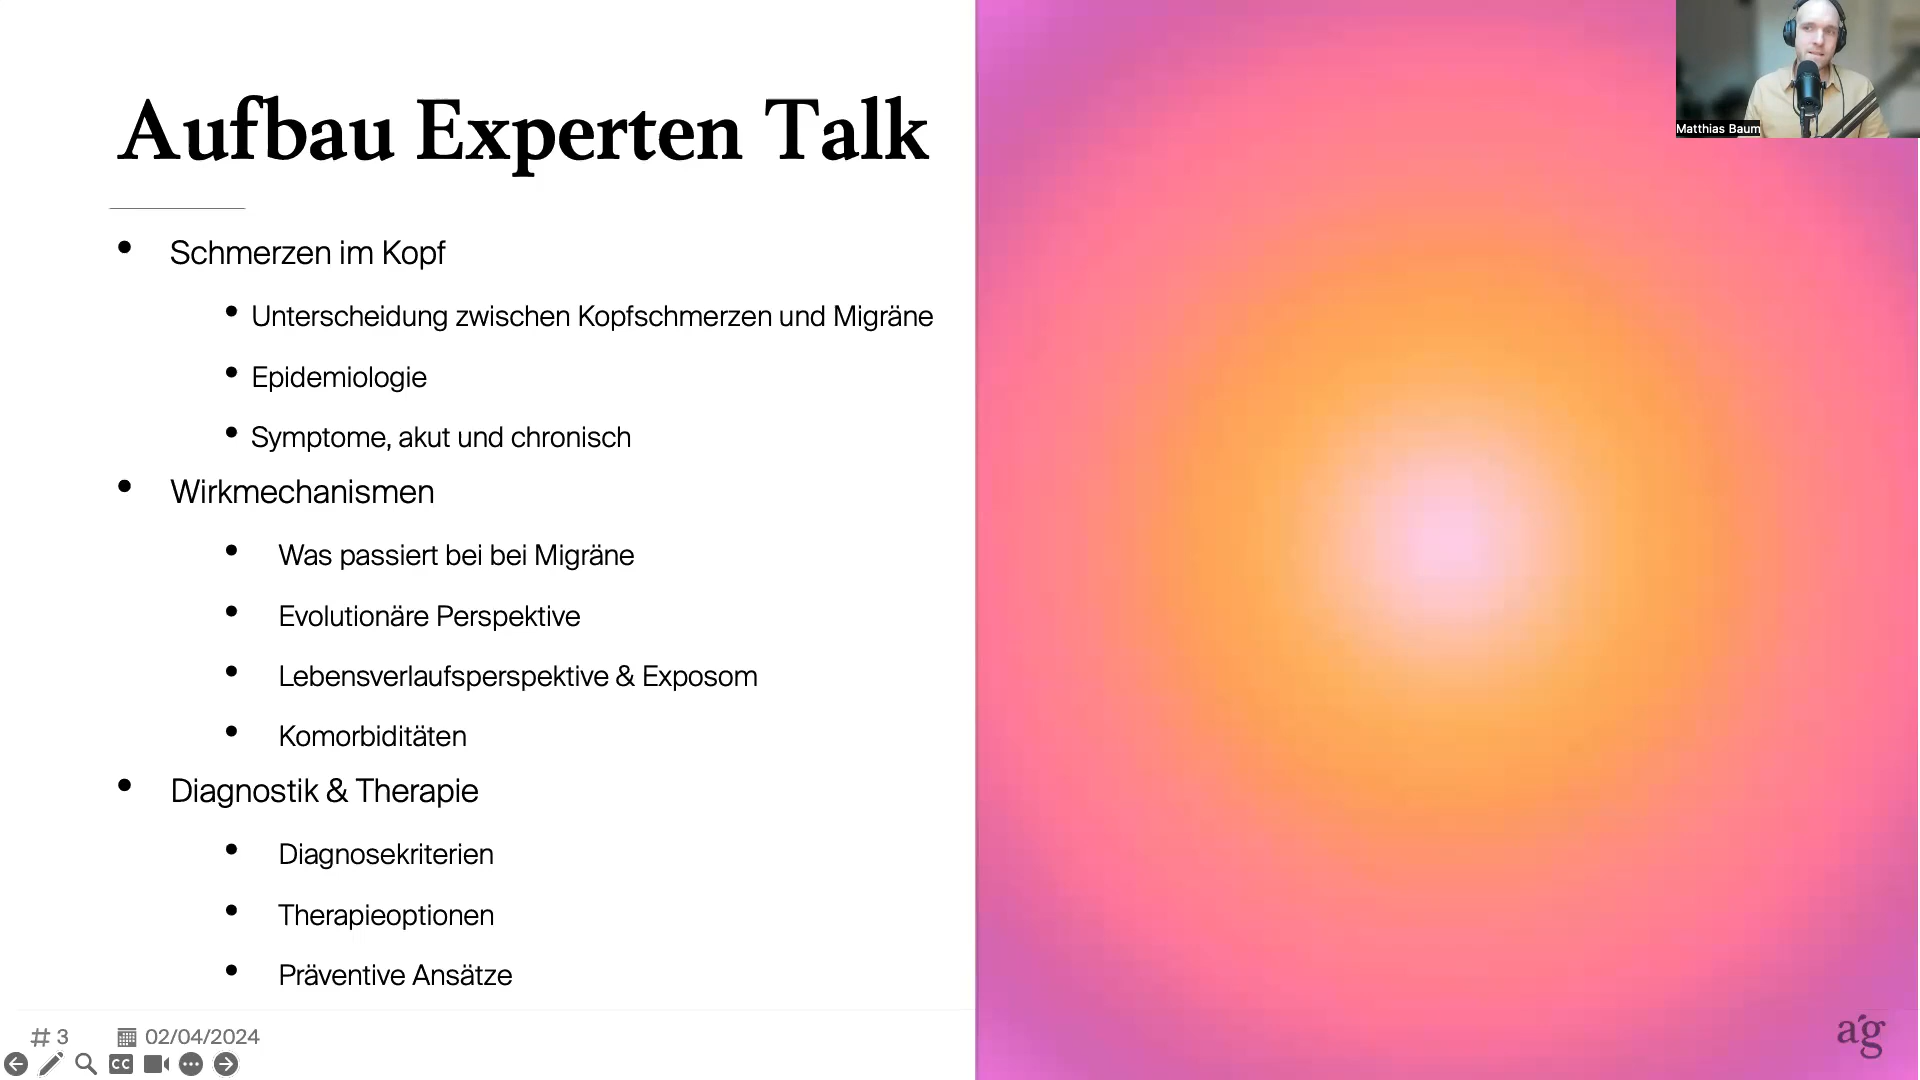 Aufbau Experten Talk
Schmerzen im Kopf
Unterscheidung zwischen Kopfschmerzen und Migräne
Epidemiologie
Symptome, akut und chronisch
Wirkmechanismen
Was passiert bei bei Migräne
Evolutionäre Perspektive
Lebensverlaufsperspektive & Exposom
Komorbiditäten
Diagnostik & Therapie
Diagnosekriterien
Therapieoptionen
Präventive Ansätze
# 3 02/04/2024
CC
Matthias Baum
a'g